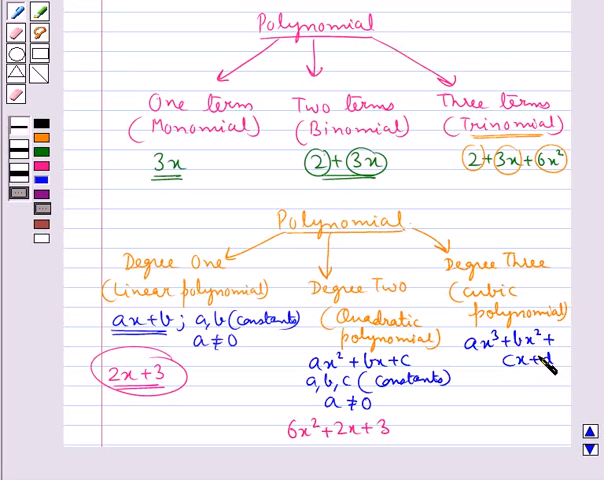 Polynomial
One term
(Monomial)
3x
Two terms
(Binomial)
2 + 3x
Three terms
(Trinomial)
2 + 3x + 6x²
Polynomial
Degree One
(Linear polynomial)
ax+b ; a,b (constants)
a ≠ 0
2x+3
Degree Two
(Quadratic
polynomial)
ax² + bx + c
a, b, c (constants)
a ≠ 0
6x² + 2x + 3
Degree Three
(cubic
polynomial)
ax³ + bx² +
cx+d